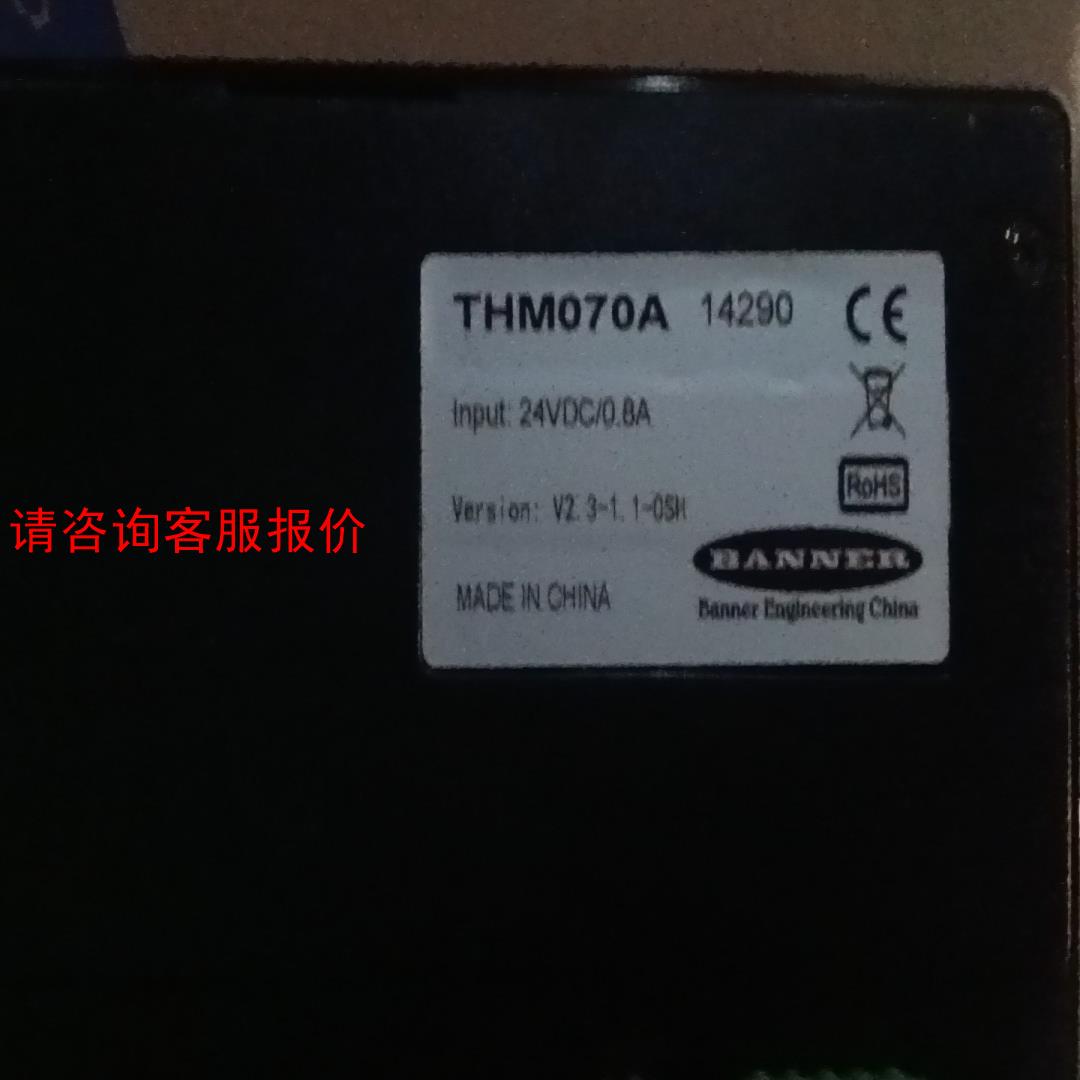 THM070A 14290 CE
Input: 24VDC/0.8A
RoHS
Version: V2.3-1.1-05H
请咨询客服报价
BANNER
MADE IN CHINA
Banner Engineering China